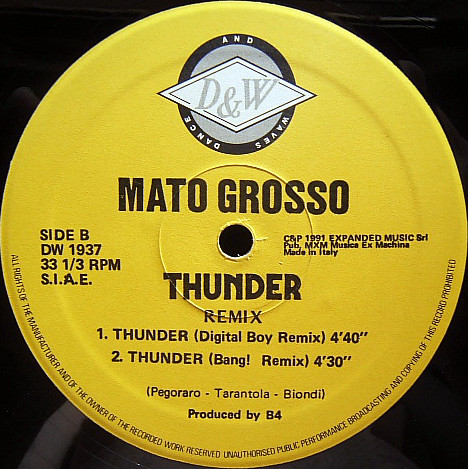 AND
D&W
DANCE WAVES
MATO GROSSO
SIDE B
DW 1937
33 1/3 RPM
S.I.A.E.
C&P 1991 EXPANDED MUSIC Srl
Pub. MXM Musica Ex Machina
Made in Italy
THUNDER
REMIX
1. THUNDER (Digital Boy Remix) 4'40"
2. THUNDER (Bang! Remix) 4'30"
(Pegoraro - Tarantola - Biondi)
Produced by B4
ALL RIGHTS OF THE MANUFACTURER AND OF THE OWNER OF THE RECORDED WORK RESERVED UNAUTHORISED PUBLIC PERFORMANCE BROADCASTING AND COPYING OF THIS RECORD PROHIBITED